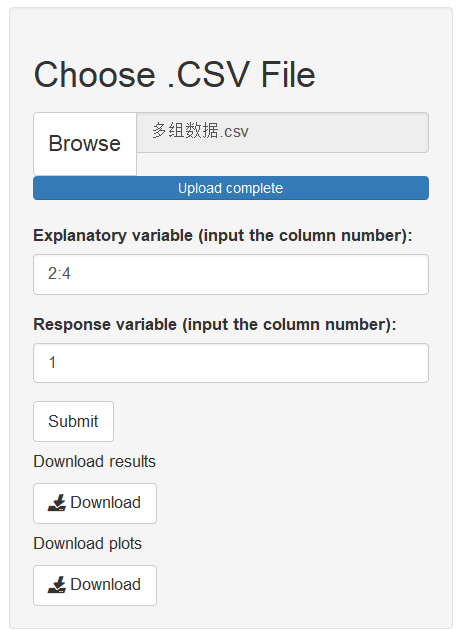 Choose .CSV File
Browse 多组数据.csv
Upload complete
Explanatory variable (input the column number):
2:4
Response variable (input the column number):
1
Submit
Download results
Download
Download plots
Download